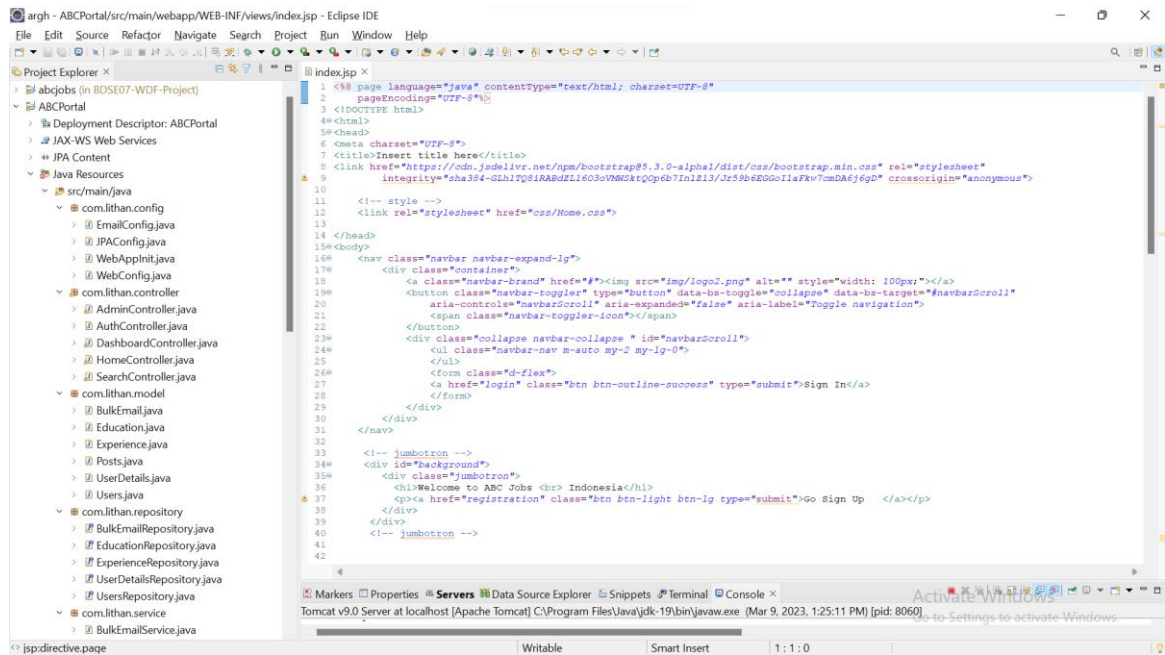 argh - ABCPortal/src/main/webapp/WEB-INF/views/index.jsp - Eclipse IDE
File Edit Source Refactor Navigate Search Project Run Window Help
Project Explorer
abcjobs (in BDSE07-WDF-Project)
ABCPortal
Deployment Descriptor: ABCPortal
JAX-WS Web Services
JPA Content
Java Resources
src/main/java
com.lithan.config
EmailConfig.java
JPAConfig.java
WebAppInit.java
WebConfig.java
com.lithan.controller
AdminController.java
AuthController.java
DashboardController.java
HomeController.java
SearchController.java
com.lithan.model
BulkEmail.java
Education.java
Experience.java
Posts.java
UserDetails.java
Users.java
com.lithan.repository
BulkEmailRepository.java
EducationRepository.java
ExperienceRepository.java
UserDetailsRepository.java
UsersRepository.java
com.lithan.service
BulkEmailService.java
index.jsp
1 <%@ page language="java" contentType="text/html; charset=UTF-8"
2 pageEncoding="UTF-8"%>
3 <!DOCTYPE html>
4 <html>
5 <head>
6 <meta charset="UTF-8">
7 <title>Insert title here</title>
8 <link href="https://cdn.jsdelivr.net/npm/bootstrap@5.3.0-alpha1/dist/css/bootstrap.min.css" rel="stylesheet"
9 crossorigin="anonymous">
10
11 <!-- style -->
12 <link rel="stylesheet" href="css/Home.css">
13
14 </head>
15 <body>
16 <nav class="navbar navbar-expand-lg">
17 <div class="container">
18 <a class="navbar-brand" href="#"><img src="img/logo2.png" alt="" style="width: 100px;"></a>
19 <button class="navbar-toggler" type="button" data-bs-toggle="collapse" data-bs-target="#navbarScroll"
20 aria-controls="navbarScroll" aria-expanded="false" aria-label="Toggle navigation">
21 <span class="navbar-toggler-icon"></span>
22 </button>
23 <div class="collapse navbar-collapse " id="navbarScroll">
24 <ul class="navbar-nav m-auto my-2 my-lg-0">
25 </ul>
26 <form class="d-flex">
27 <a href="login" class="btn btn-outline-success" type="submit">Sign In</a>
28 </form>
29 </div>
30 </div>
31 </nav>
32
33 <!-- jumbotron -->
34 <div id="background">
35 <div class="jumbotron">
36 <h1>Welcome to ABC Jobs <br> Indonesia</h1>
37 <p><a href="registration" class="btn btn-light btn-lg type="submit">Go Sign Up </a></p>
38 </div>
39 </div>
40 <!-- jumbotron -->
41
42
Markers Properties Servers Data Source Explorer Snippets Terminal Console
Tomcat v9.0 Server at localhost [Apache Tomcat] C:\Program Files\Java\jdk-19\bin\javaw.exe (Mar 9, 2023, 1:25:11 PM) [pid: 8060]
Activate Windows
Go to Settings to activate Windows.
jsp:directive.page Writable Smart Insert 1 : 1 : 0